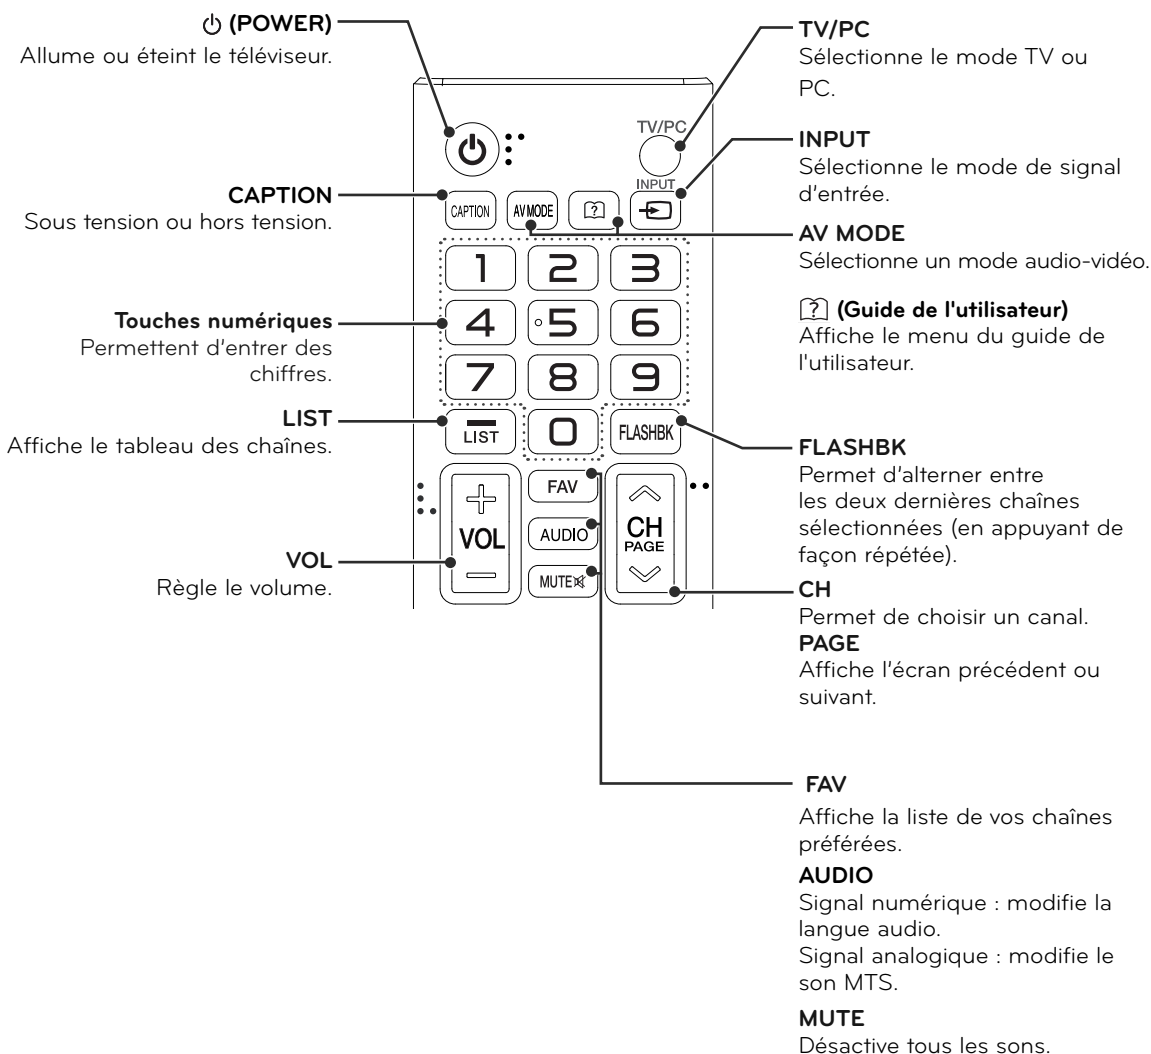 (POWER)
Allume ou éteint le téléviseur.
CAPTION
Sous tension ou hors tension.
Touches numériques
Permettent d'entrer des
chiffres.
LIST
Affiche le tableau des chaînes.
VOL
Règle le volume.
TV/PC
INPUT
CAPTION
AV MODE
?
1
2
3
4
5
6
7
8
9
LIST
0
FLASHBK
FAV
VOL
AUDIO
CH
PAGE
MUTE
TV/PC
Sélectionne le mode TV ou
PC.
INPUT
Sélectionne le mode de signal
d'entrée.
AV MODE
Sélectionne un mode audio-vidéo.
? (Guide de l'utilisateur)
Affiche le menu du guide de
l'utilisateur.
FLASHBK
Permet d'alterner entre
les deux dernières chaînes
sélectionnées (en appuyant de
façon répétée).
CH
Permet de choisir un canal.
PAGE
Affiche l'écran précédent ou
suivant.
FAV
Affiche la liste de vos chaînes
préférées.
AUDIO
Signal numérique : modifie la
langue audio.
Signal analogique : modifie le
son MTS.
MUTE
Désactive tous les sons.